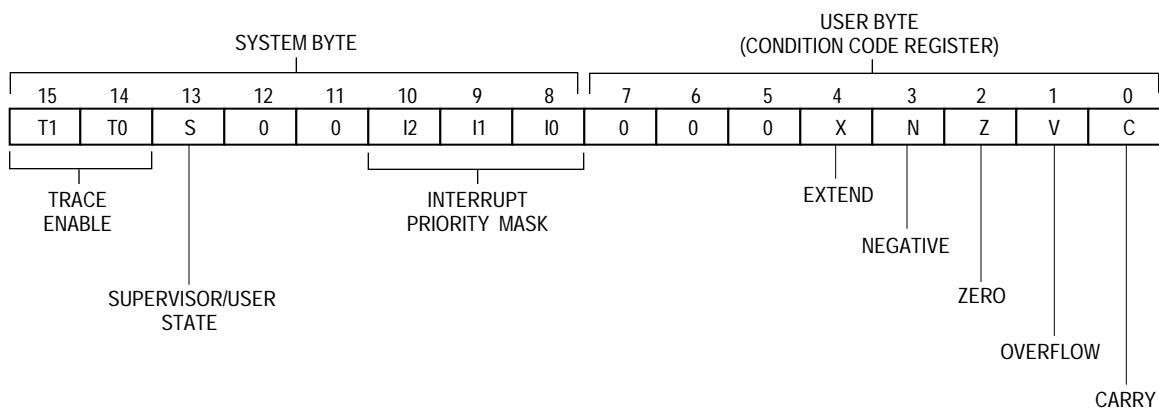 USER BYTE
(CONDITION CODE REGISTER)
SYSTEM BYTE
15 14 13 12 11 10 9 8 7 6 5 4 3 2 1 0
T1 T0 S 0 0 I2 I1 I0 0 0 0 X N Z V C
TRACE
ENABLE
INTERRUPT
PRIORITY MASK
EXTEND
NEGATIVE
SUPERVISOR/USER
STATE
ZERO
OVERFLOW
CARRY